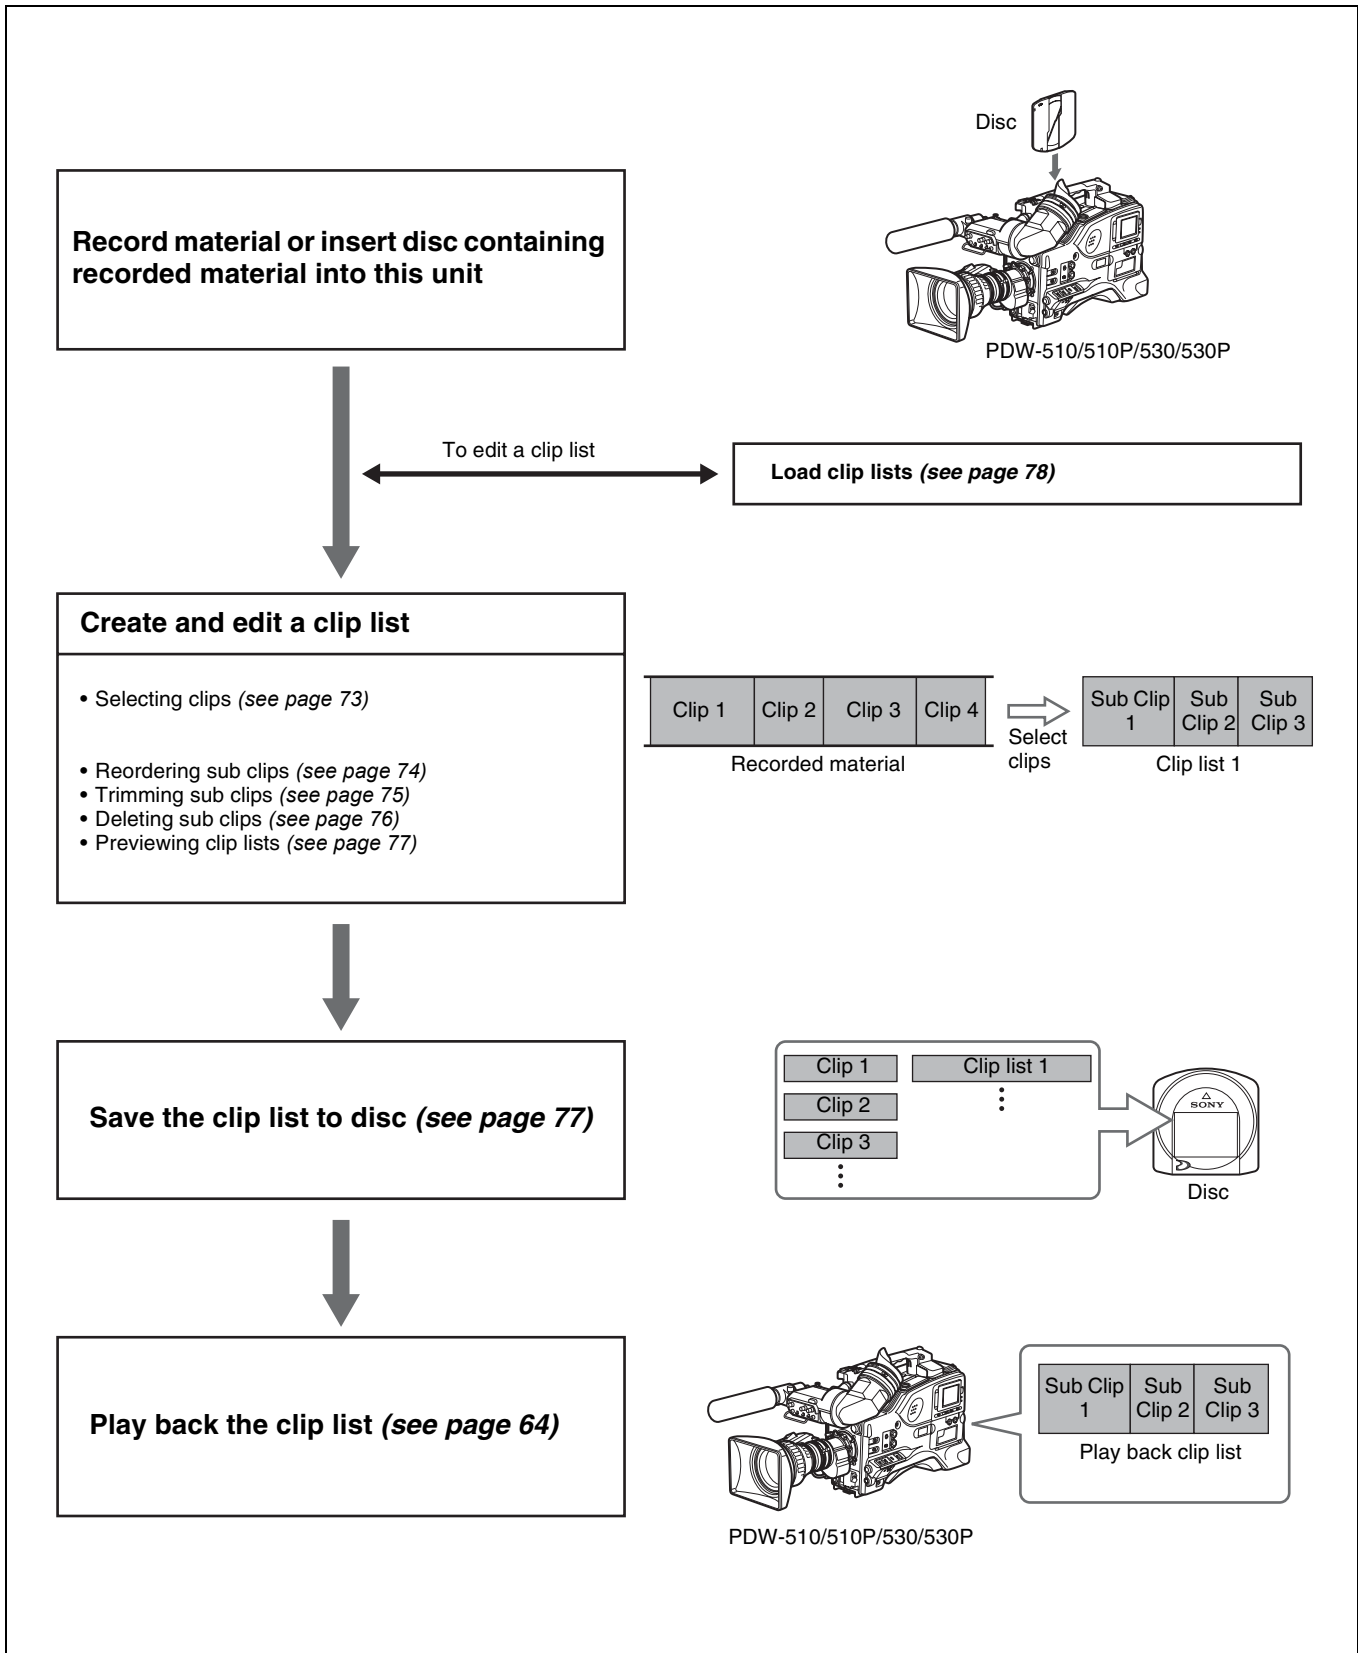 Disc
Record material or insert disc containing
recorded material into this unit
PDW-510/510P/530/530P
To edit a clip list
Load clip lists (see page 78)
Create and edit a clip list
• Selecting clips (see page 73)
• Reordering sub clips (see page 74)
• Trimming sub clips (see page 75)
• Deleting sub clips (see page 76)
• Previewing clip lists (see page 77)
Clip 1
Clip 2
Clip 3
Clip 4
Recorded material
Select
clips
Sub Clip
1
Sub
Clip 2
Sub
Clip 3
Clip list 1
Save the clip list to disc (see page 77)
Clip 1
Clip 2
Clip 3
Clip list 1
SONY
Disc
Play back the clip list (see page 64)
PDW-510/510P/530/530P
Sub Clip
1
Sub
Clip 2
Sub
Clip 3
Play back clip list